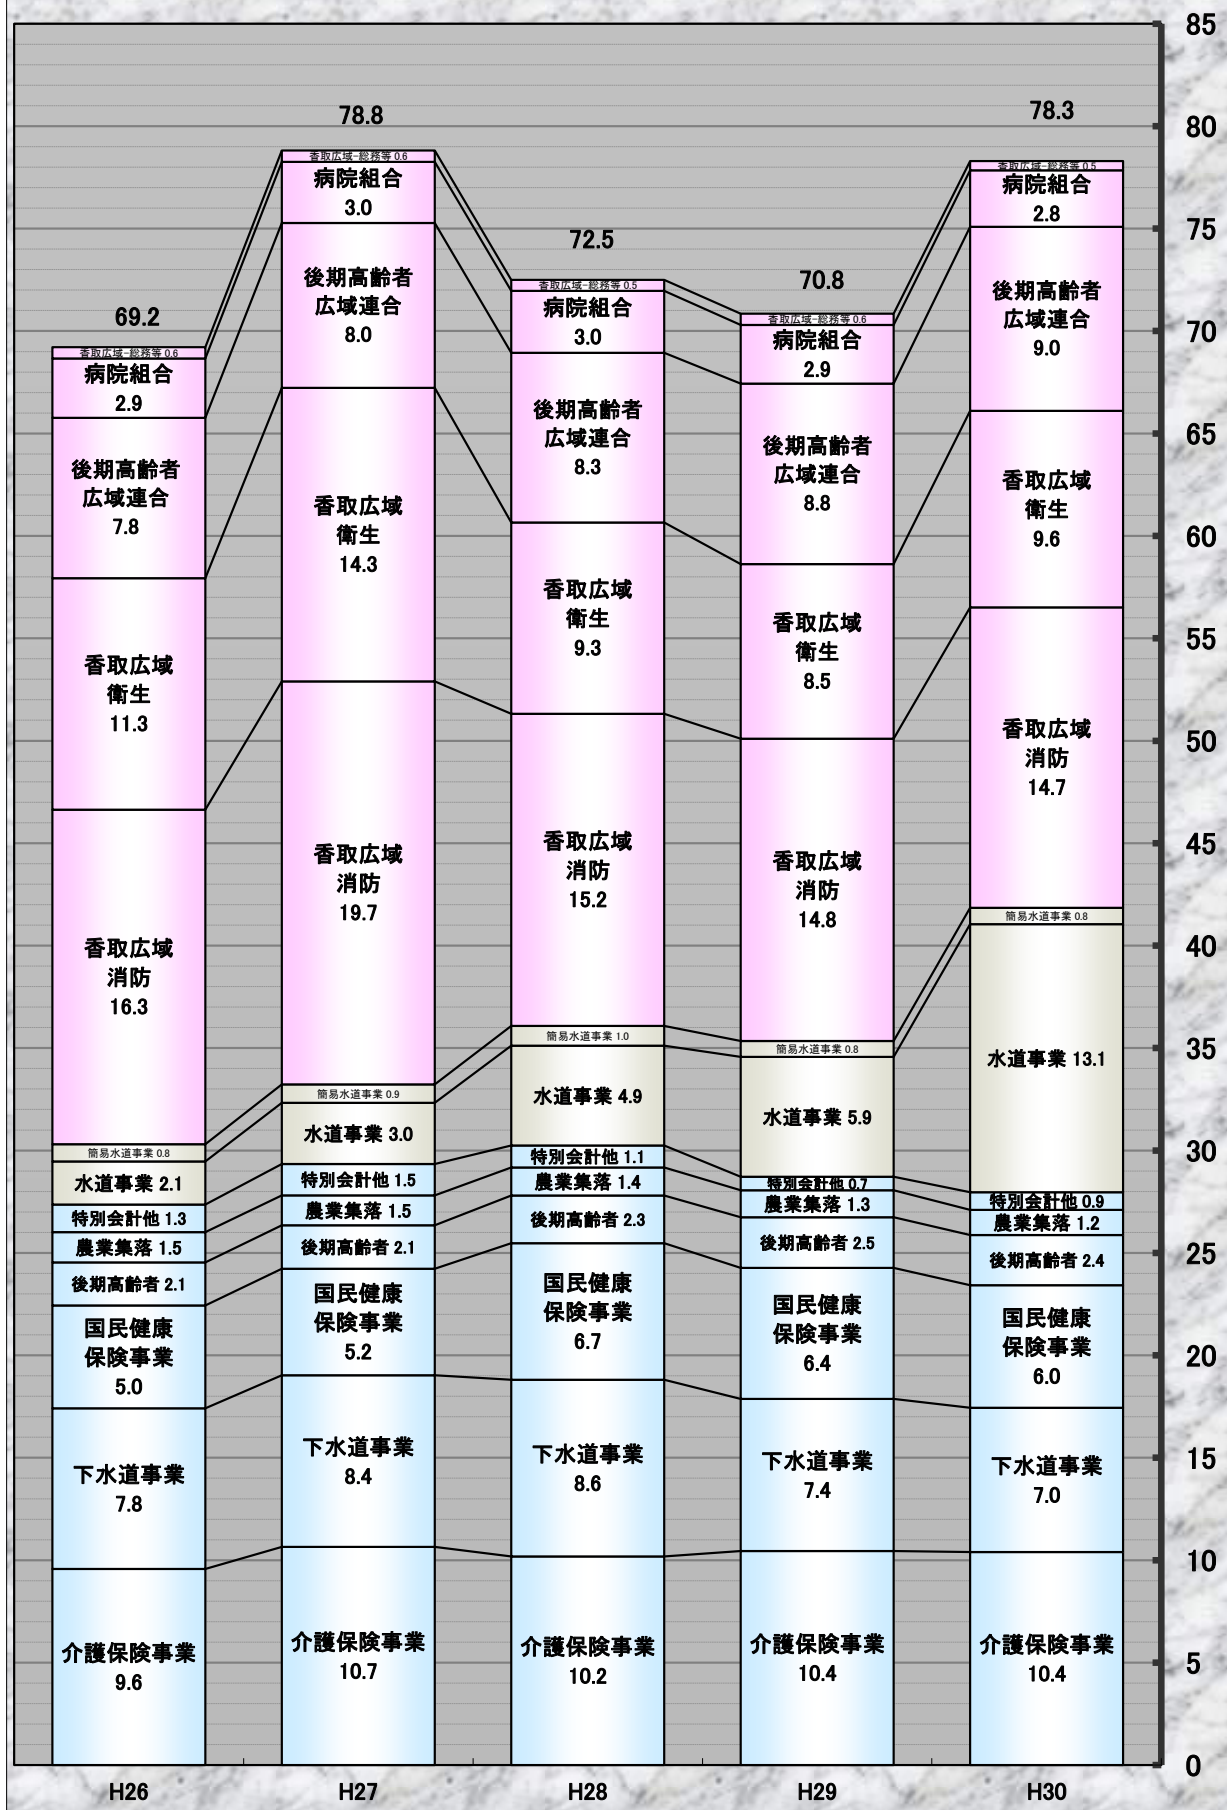 85
80
75
70
65
60
55
50
45
40
35
30
25
20
15
10
5
0
69.2
香取広域-総務等 0.6
病院組合
2.9
後期高齢者
広域連合
7.8
香取広域
衛生
11.3
香取広域
消防
16.3
簡易水道事業 0.8
水道事業 2.1
特別会計他 1.3
農業集落 1.5
後期高齢者 2.1
国民健康
保険事業
5.0
下水道事業
7.8
介護保険事業
9.6
H26
78.8
香取広域-総務等 0.6
病院組合
3.0
後期高齢者
広域連合
8.0
香取広域
衛生
14.3
香取広域
消防
19.7
簡易水道事業 0.9
水道事業 3.0
特別会計他 1.5
農業集落 1.5
後期高齢者 2.1
国民健康
保険事業
5.2
下水道事業
8.4
介護保険事業
10.7
H27
72.5
香取広域-総務等 0.5
病院組合
3.0
後期高齢者
広域連合
8.3
香取広域
衛生
9.3
香取広域
消防
15.2
簡易水道事業 1.0
水道事業 4.9
特別会計他 1.1
農業集落 1.4
後期高齢者 2.3
国民健康
保険事業
6.7
下水道事業
8.6
介護保険事業
10.2
H28
70.8
香取広域-総務等 0.6
病院組合
2.9
後期高齢者
広域連合
8.8
香取広域
衛生
8.5
香取広域
消防
14.8
簡易水道事業 0.8
水道事業 5.9
特別会計他 0.7
農業集落 1.3
後期高齢者 2.5
国民健康
保険事業
6.4
下水道事業
7.4
介護保険事業
10.4
H29
78.3
香取広域-総務等 0.5
病院組合
2.8
後期高齢者
広域連合
9.0
香取広域
衛生
9.6
香取広域
消防
14.7
簡易水道事業 0.8
水道事業 13.1
特別会計他 0.9
農業集落 1.2
後期高齢者 2.4
国民健康
保険事業
6.0
下水道事業
7.0
介護保険事業
10.4
H30